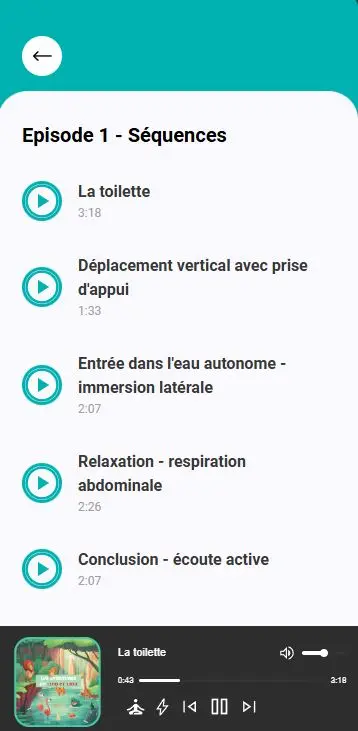 Episode 1 - Séquences
La toilette
3:18
Déplacement vertical avec prise
d'appui
1:33
Entrée dans l'eau autonome -
immersion latérale
2:07
Relaxation - respiration
abdominale
2:26
Conclusion - écoute active
2:07
La toilette
0:43
3:18